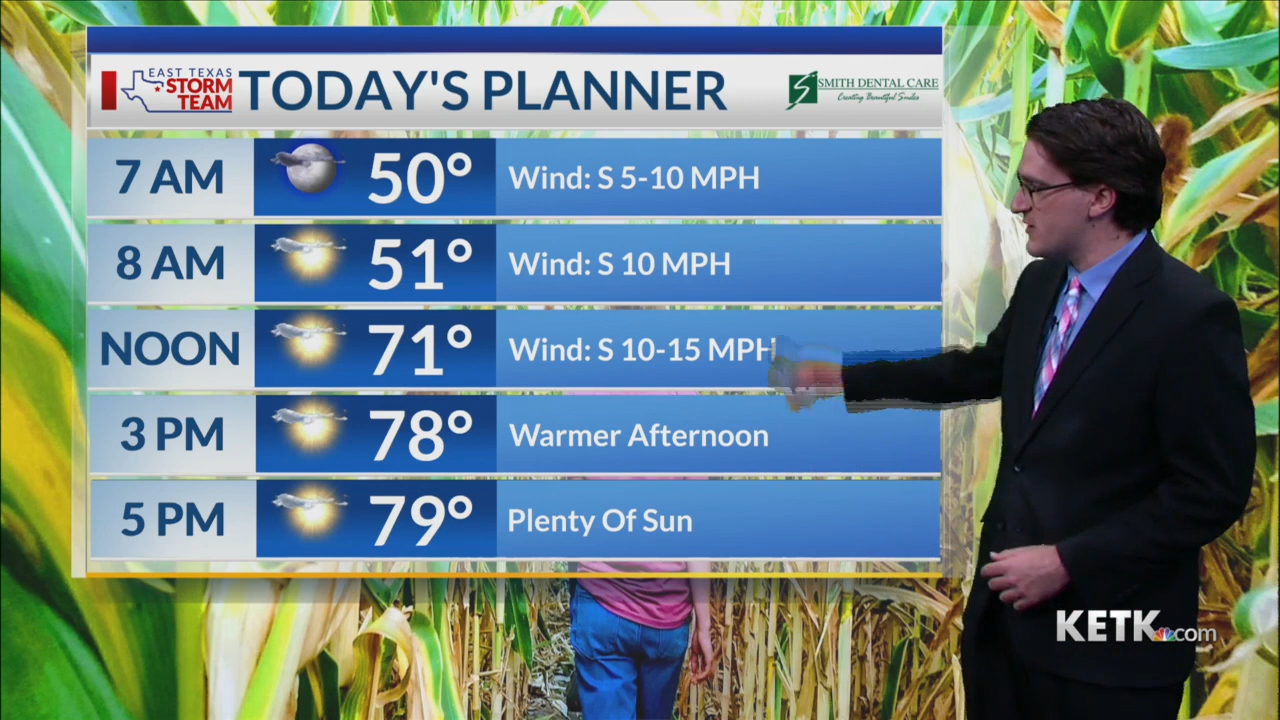 EAST TEXAS
STORM
TEAM
TODAY'S PLANNER
SMITH DENTAL CARE
Creating Beautiful Smiles
7 AM 50° Wind: S 5-10 MPH
8 AM 51° Wind: S 10 MPH
NOON 71° Wind: S 10-15 MPH
3 PM 78° Warmer Afternoon
5 PM 79° Plenty Of Sun
KETK.com